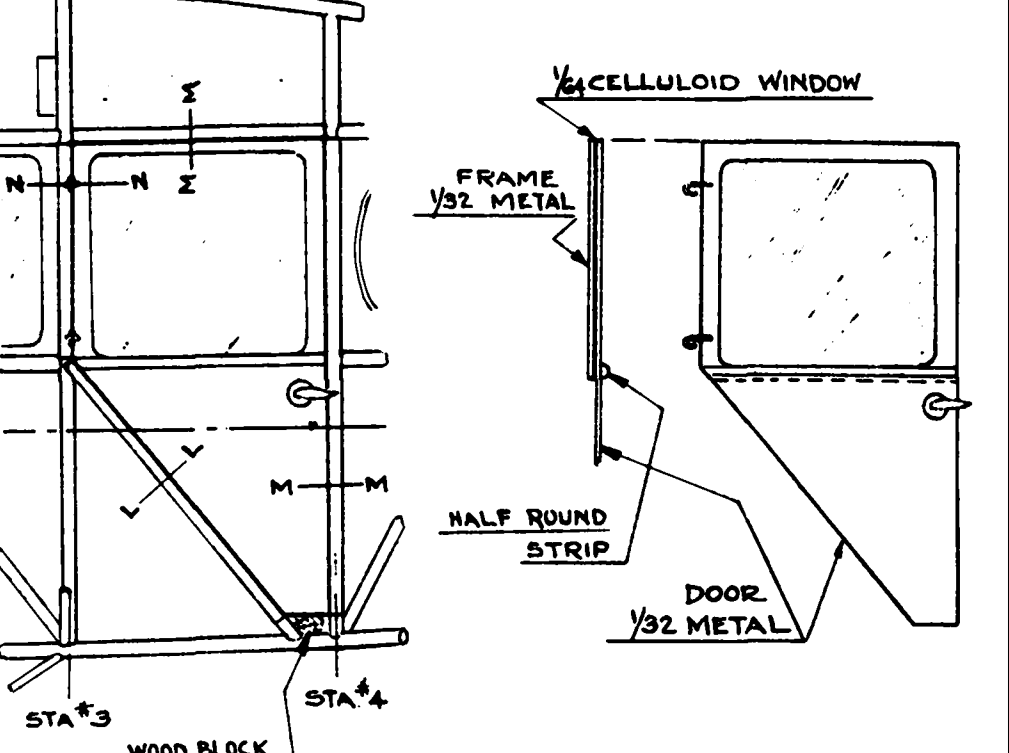 1/64 CELLULOID WINDOW
M
N N
M
FRAME
1/32 METAL
L
L
M M
HALF ROUND
STRIP
DOOR
1/32 METAL
STA #3
STA. #4
WOOD BLOCK